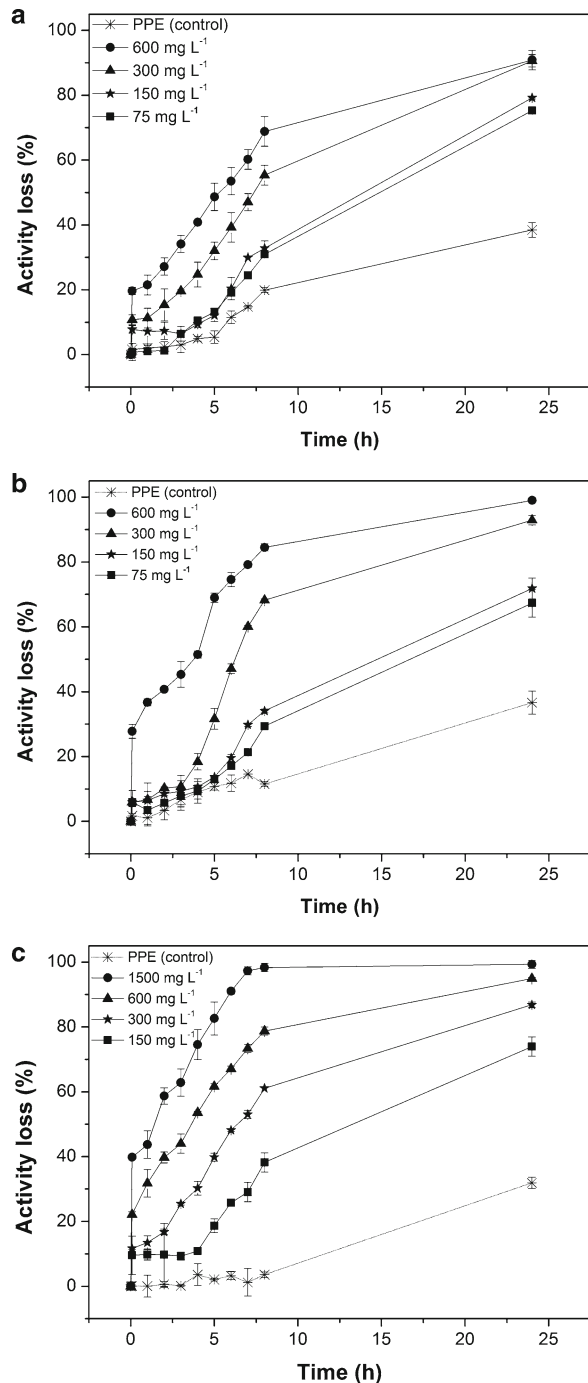 a
100
80
60
40
20
0
Activity loss (%)
PPE (control)
600 mg L⁻¹
300 mg L⁻¹
150 mg L⁻¹
75 mg L⁻¹
0 5 10 15 20 25
Time (h)
b
100
80
60
40
20
0
Activity loss (%)
PPE (control)
600 mg L⁻¹
300 mg L⁻¹
150 mg L⁻¹
75 mg L⁻¹
0 5 10 15 20 25
Time (h)
c
100
80
60
40
20
0
Activity loss (%)
PPE (control)
1500 mg L⁻¹
600 mg L⁻¹
300 mg L⁻¹
150 mg L⁻¹
0 5 10 15 20 25
Time (h)